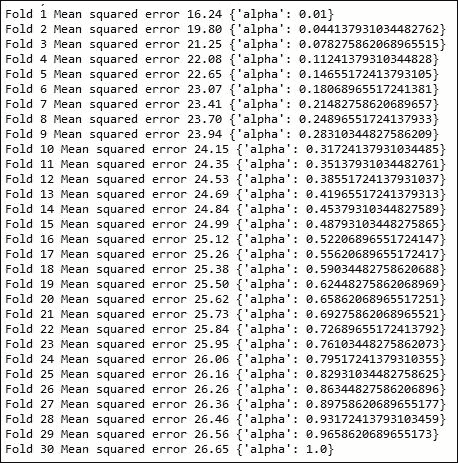 Fold 1 Mean squared error 16.24 {'alpha': 0.01}
Fold 2 Mean squared error 19.80 {'alpha': 0.044137931034482762}
Fold 3 Mean squared error 21.25 {'alpha': 0.078275862068965515}
Fold 4 Mean squared error 22.08 {'alpha': 0.11241379310344828}
Fold 5 Mean squared error 22.65 {'alpha': 0.14655172413793105}
Fold 6 Mean squared error 23.07 {'alpha': 0.1806896551724381}
Fold 7 Mean squared error 23.41 {'alpha': 0.21482758620689657}
Fold 8 Mean squared error 23.70 {'alpha': 0.24896551724137933}
Fold 9 Mean squared error 23.94 {'alpha': 0.28310344827586209}
Fold 10 Mean squared error 24.15 {'alpha': 0.31724137931034485}
Fold 11 Mean squared error 24.35 {'alpha': 0.35137931034482761}
Fold 12 Mean squared error 24.53 {'alpha': 0.38551724137931037}
Fold 13 Mean squared error 24.69 {'alpha': 0.41965517241379313}
Fold 14 Mean squared error 24.84 {'alpha': 0.45379310344827589}
Fold 15 Mean squared error 24.99 {'alpha': 0.48793103448275865}
Fold 16 Mean squared error 25.12 {'alpha': 0.52206896551724147}
Fold 17 Mean squared error 25.26 {'alpha': 0.55620689655172417}
Fold 18 Mean squared error 25.38 {'alpha': 0.59034482758620688}
Fold 19 Mean squared error 25.50 {'alpha': 0.62448275862068969}
Fold 20 Mean squared error 25.62 {'alpha': 0.65862068965517251}
Fold 21 Mean squared error 25.73 {'alpha': 0.69275862068965521}
Fold 22 Mean squared error 25.84 {'alpha': 0.72689655172413792}
Fold 23 Mean squared error 25.95 {'alpha': 0.76103448275862073}
Fold 24 Mean squared error 26.06 {'alpha': 0.79517241379310355}
Fold 25 Mean squared error 26.16 {'alpha': 0.82931034482758625}
Fold 26 Mean squared error 26.26 {'alpha': 0.86344827586206896}
Fold 27 Mean squared error 26.36 {'alpha': 0.89758620689655177}
Fold 28 Mean squared error 26.46 {'alpha': 0.93172413793103459}
Fold 29 Mean squared error 26.56 {'alpha': 0.9658620689655173}
Fold 30 Mean squared error 26.65 {'alpha': 1.0}